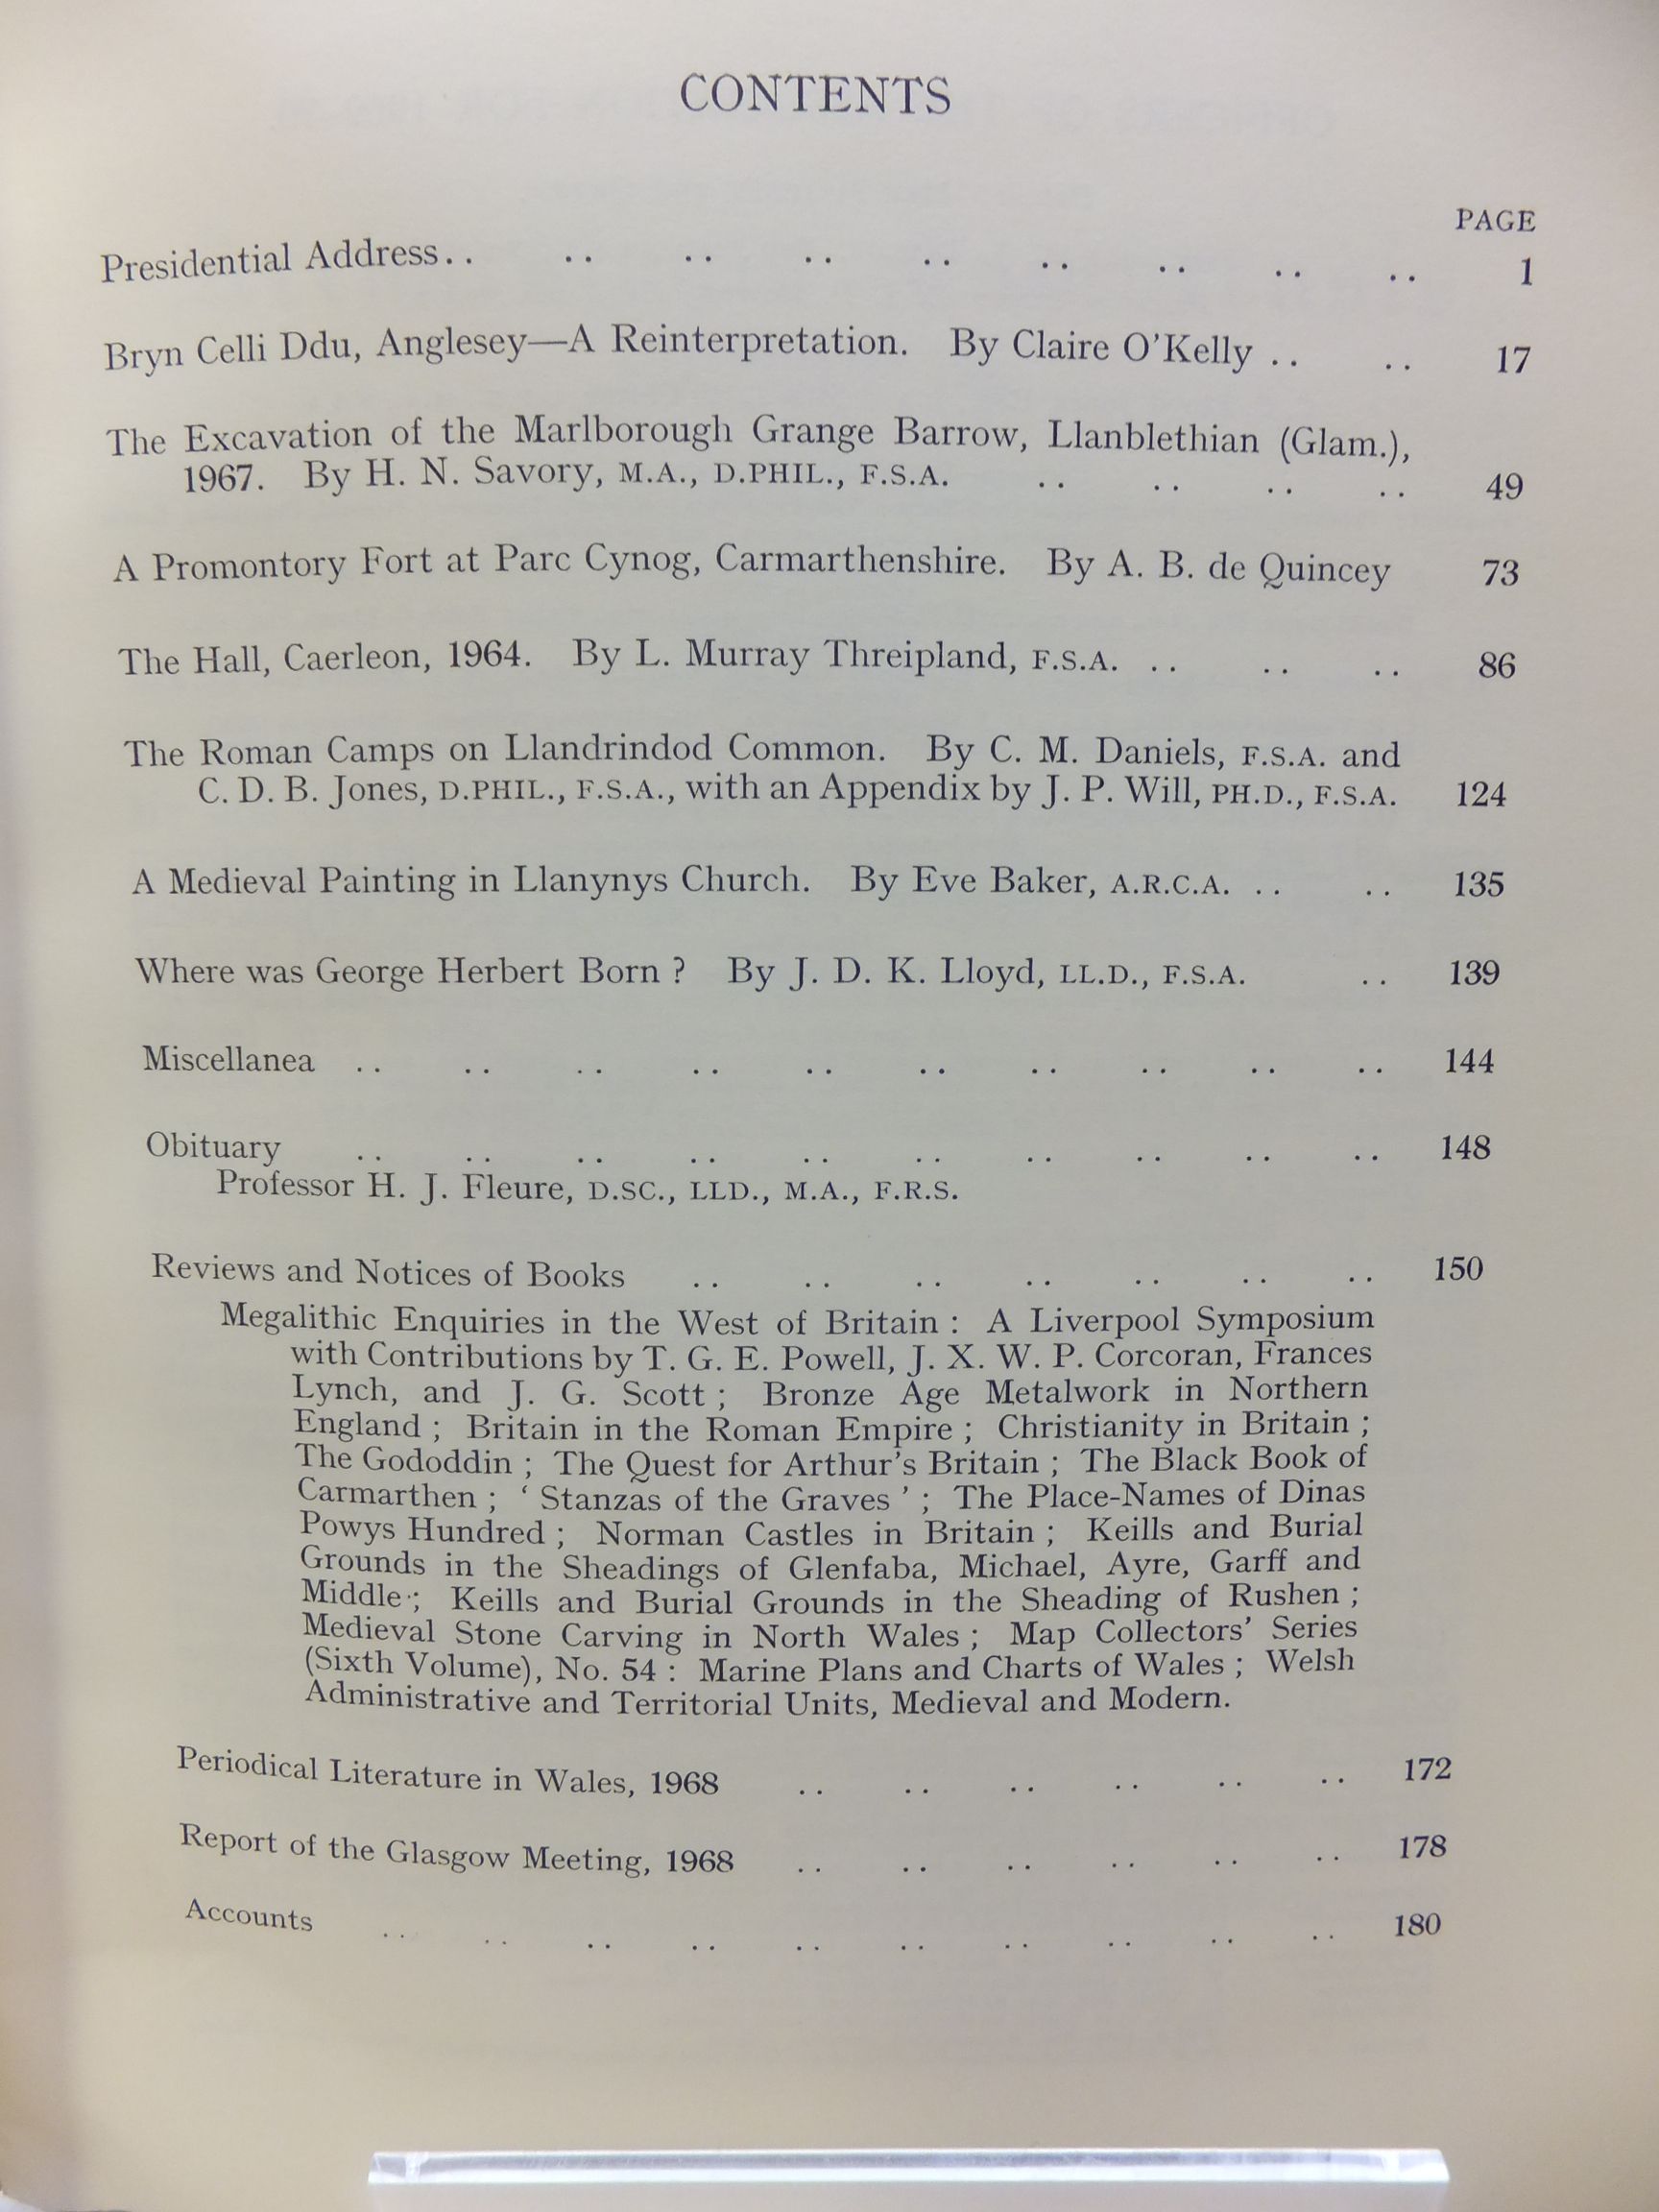 CONTENTS
PAGE
Presidential Address . . . . . . . . . . . . . . . . . . 1
Bryn Celli Ddu, Anglesey—A Reinterpretation. By Claire O'Kelly . . . . 17
The Excavation of the Marlborough Grange Barrow, Llanblethian (Glam.),
1967. By H. N. Savory, M.A., D.PHIL., F.S.A. . . . . . . . . 49
A Promontory Fort at Parc Cynog, Carmarthenshire. By A. B. de Quincey 73
The Hall, Caerleon, 1964. By L. Murray Threipland, F.S.A. . . . . . . 86
The Roman Camps on Llandrindod Common. By C. M. Daniels, F.S.A. and
C. D. B. Jones, D.PHIL., F.S.A., with an Appendix by J. P. Will, PH.D., F.S.A. 124
A Medieval Painting in Llanynys Church. By Eve Baker, A.R.C.A. . . . . 135
Where was George Herbert Born ? By J. D. K. Lloyd, LL.D., F.S.A. . . 139
Miscellanea . . . . . . . . . . . . . . . . . . . . 144
Obituary . . . . . . . . . . . . . . . . . . . . 148
Professor H. J. Fleure, D.SC., LLD., M.A., F.R.S.
Reviews and Notices of Books . . . . . . . . . . . . . . 150
Megalithic Enquiries in the West of Britain : A Liverpool Symposium
with Contributions by T. G. E. Powell, J. X. W. P. Corcoran, Frances
Lynch, and J. G. Scott ; Bronze Age Metalwork in Northern
England ; Britain in the Roman Empire ; Christianity in Britain ;
The Gododdin ; The Quest for Arthur's Britain ; The Black Book of
Carmarthen ; ‘ Stanzas of the Graves ’ ; The Place-Names of Dinas
Powys Hundred ; Norman Castles in Britain ; Keills and Burial
Grounds in the Sheadings of Glenfaba, Michael, Ayre, Garff and
Middle ; Keills and Burial Grounds in the Sheading of Rushen ;
Medieval Stone Carving in North Wales ; Map Collectors' Series
(Sixth Volume), No. 54 : Marine Plans and Charts of Wales ; Welsh
Administrative and Territorial Units, Medieval and Modern.
Periodical Literature in Wales, 1968 . . . . . . . . . . . . 172
Report of the Glasgow Meeting, 1968 . . . . . . . . . . . . 178
Accounts . . . . . . . . . . . . . . . . . . . . 180